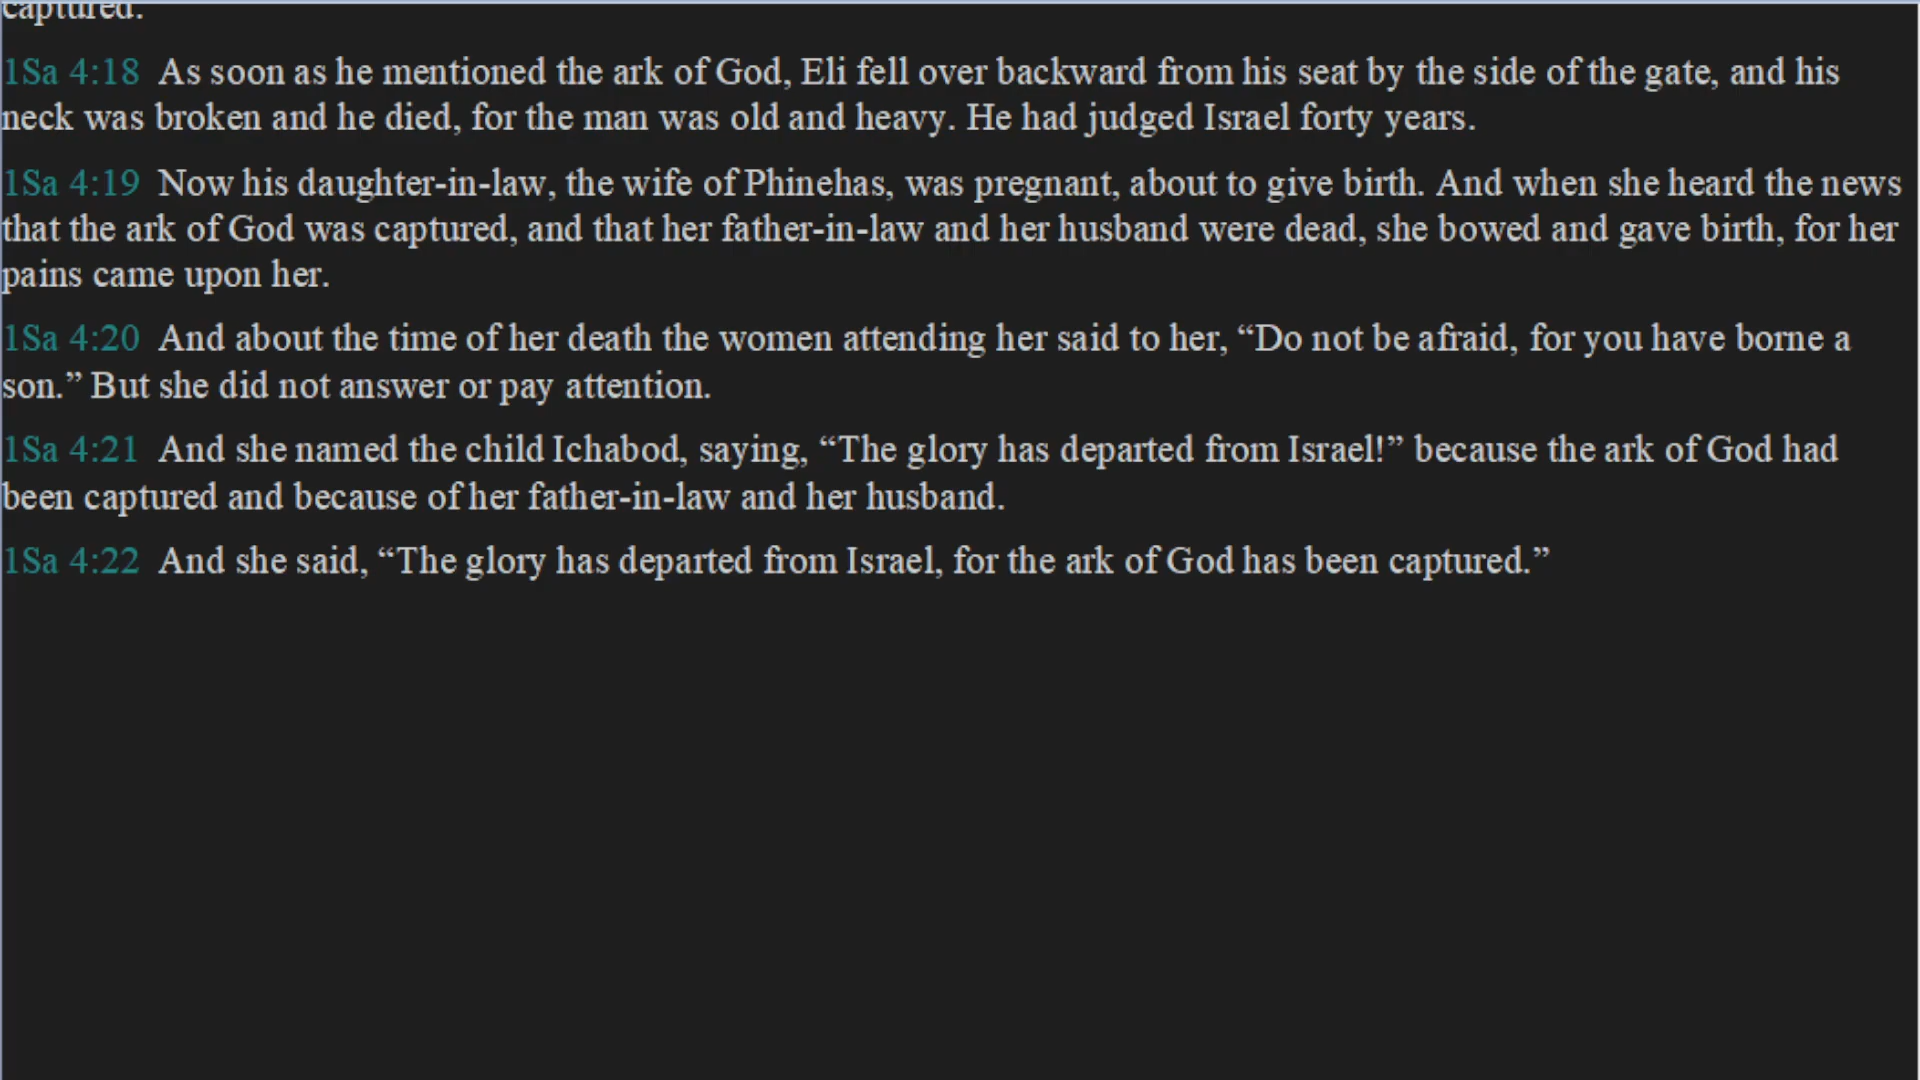 captured.
1Sa 4:18 As soon as he mentioned the ark of God, Eli fell over backward from his seat by the side of the gate, and his
neck was broken and he died, for the man was old and heavy. He had judged Israel forty years.
1Sa 4:19 Now his daughter-in-law, the wife of Phinehas, was pregnant, about to give birth. And when she heard the news
that the ark of God was captured, and that her father-in-law and her husband were dead, she bowed and gave birth, for her
pains came upon her.
1Sa 4:20 And about the time of her death the women attending her said to her, “Do not be afraid, for you have borne a
son.” But she did not answer or pay attention.
1Sa 4:21 And she named the child Ichabod, saying, “The glory has departed from Israel!” because the ark of God had
been captured and because of her father-in-law and her husband.
1Sa 4:22 And she said, “The glory has departed from Israel, for the ark of God has been captured.”